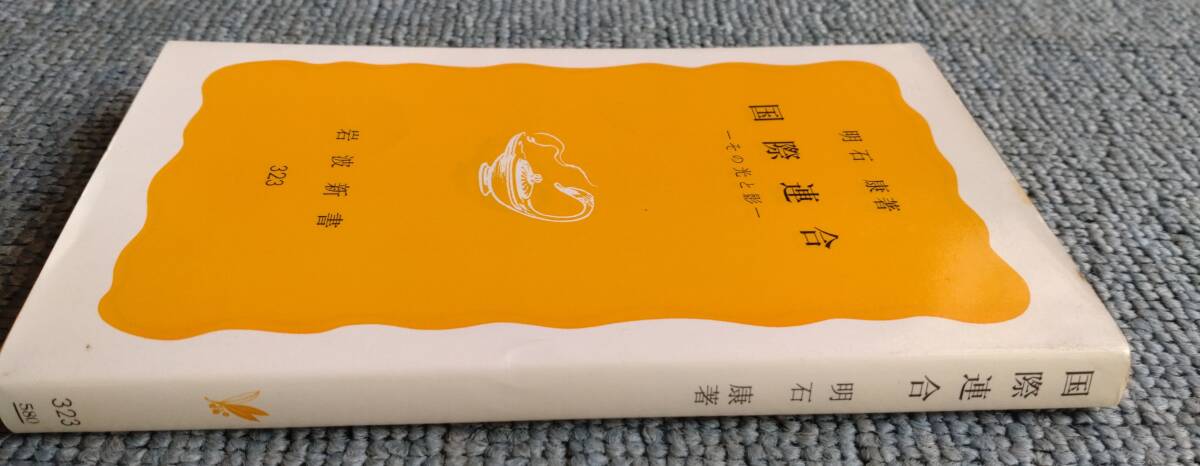 明石 康著
国際連合
—その光と影—
岩波新書
323
国際連合
明石 康著
323
580